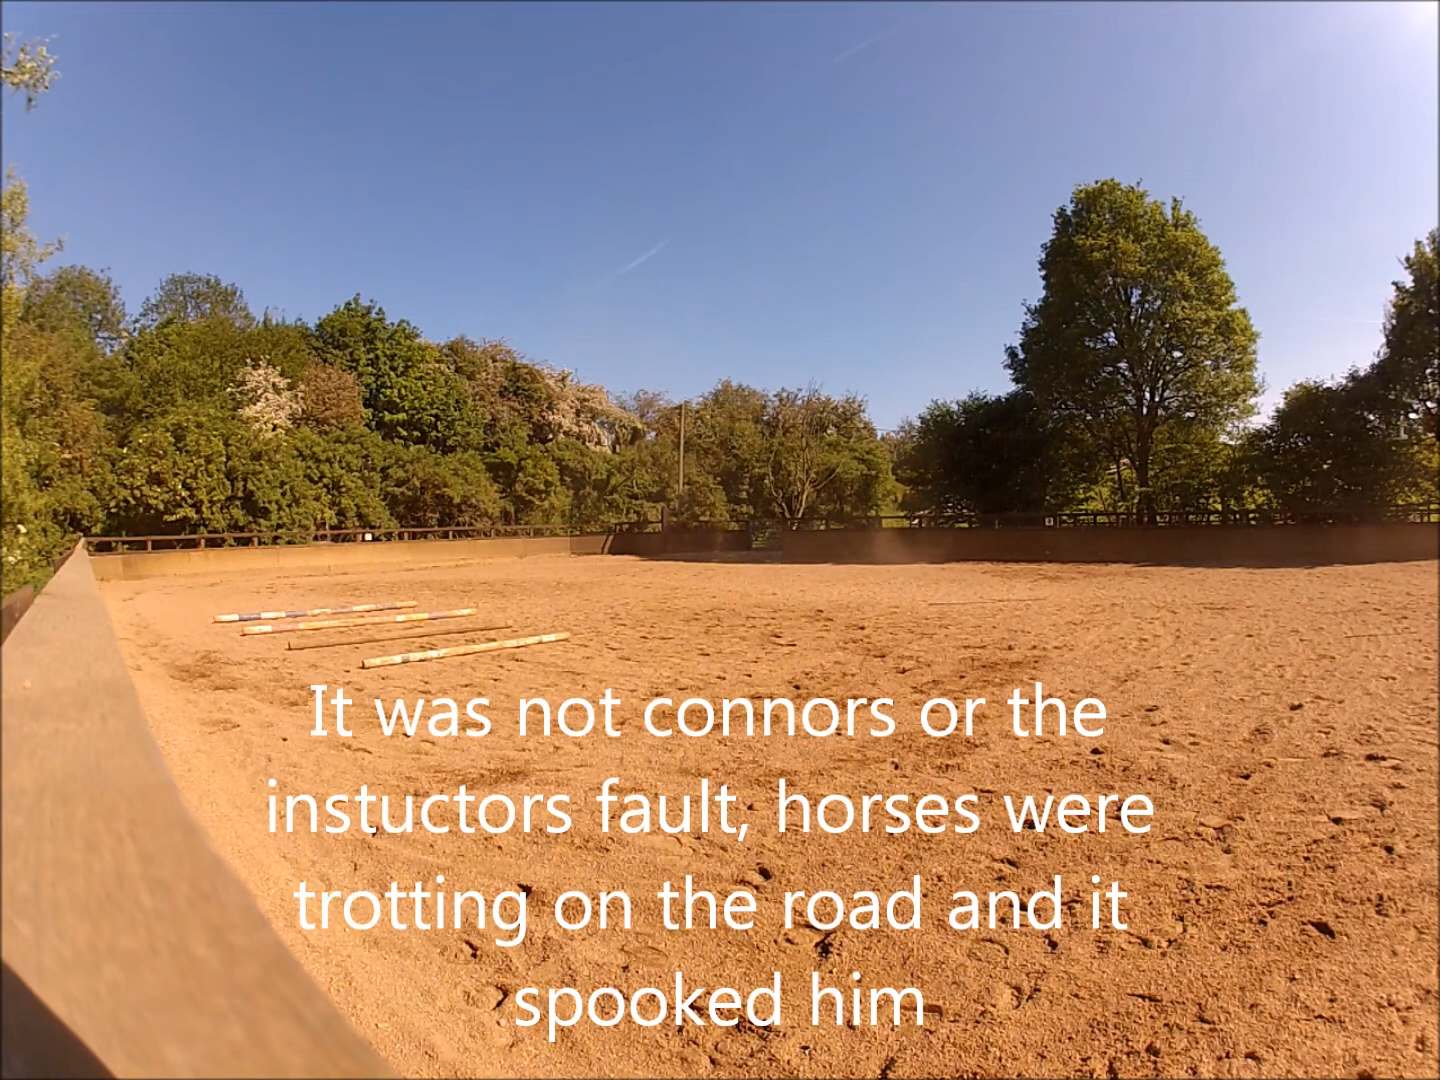 It was not connors or the
instuctors fault, horses were
trotting on the road and it
spooked him